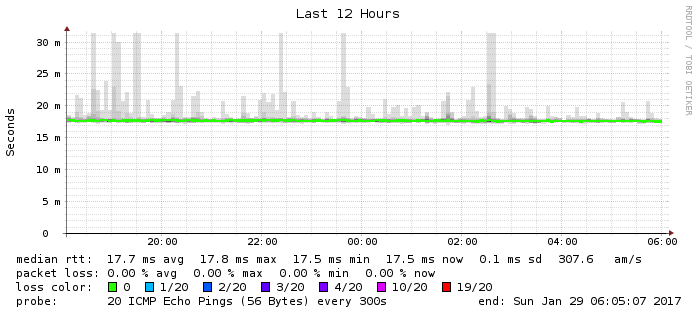 Last 12 Hours
RRDTOOL / TOBI OETIKER
Seconds
30 m
25 m
20 m
15 m
10 m
5 m
0
20:00 22:00 00:00 02:00 04:00 06:00
median rtt: 17.7 ms avg 17.8 ms max 17.5 ms min 17.5 ms now 0.1 ms sd 307.6 am/s
packet loss: 0.00 % avg 0.00 % max 0.00 % min 0.00 % now
loss color: 0 1/20 2/20 3/20 4/20 10/20 19/20
probe: 20 ICMP Echo Pings (56 Bytes) every 300s end: Sun Jan 29 06:05:07 2017